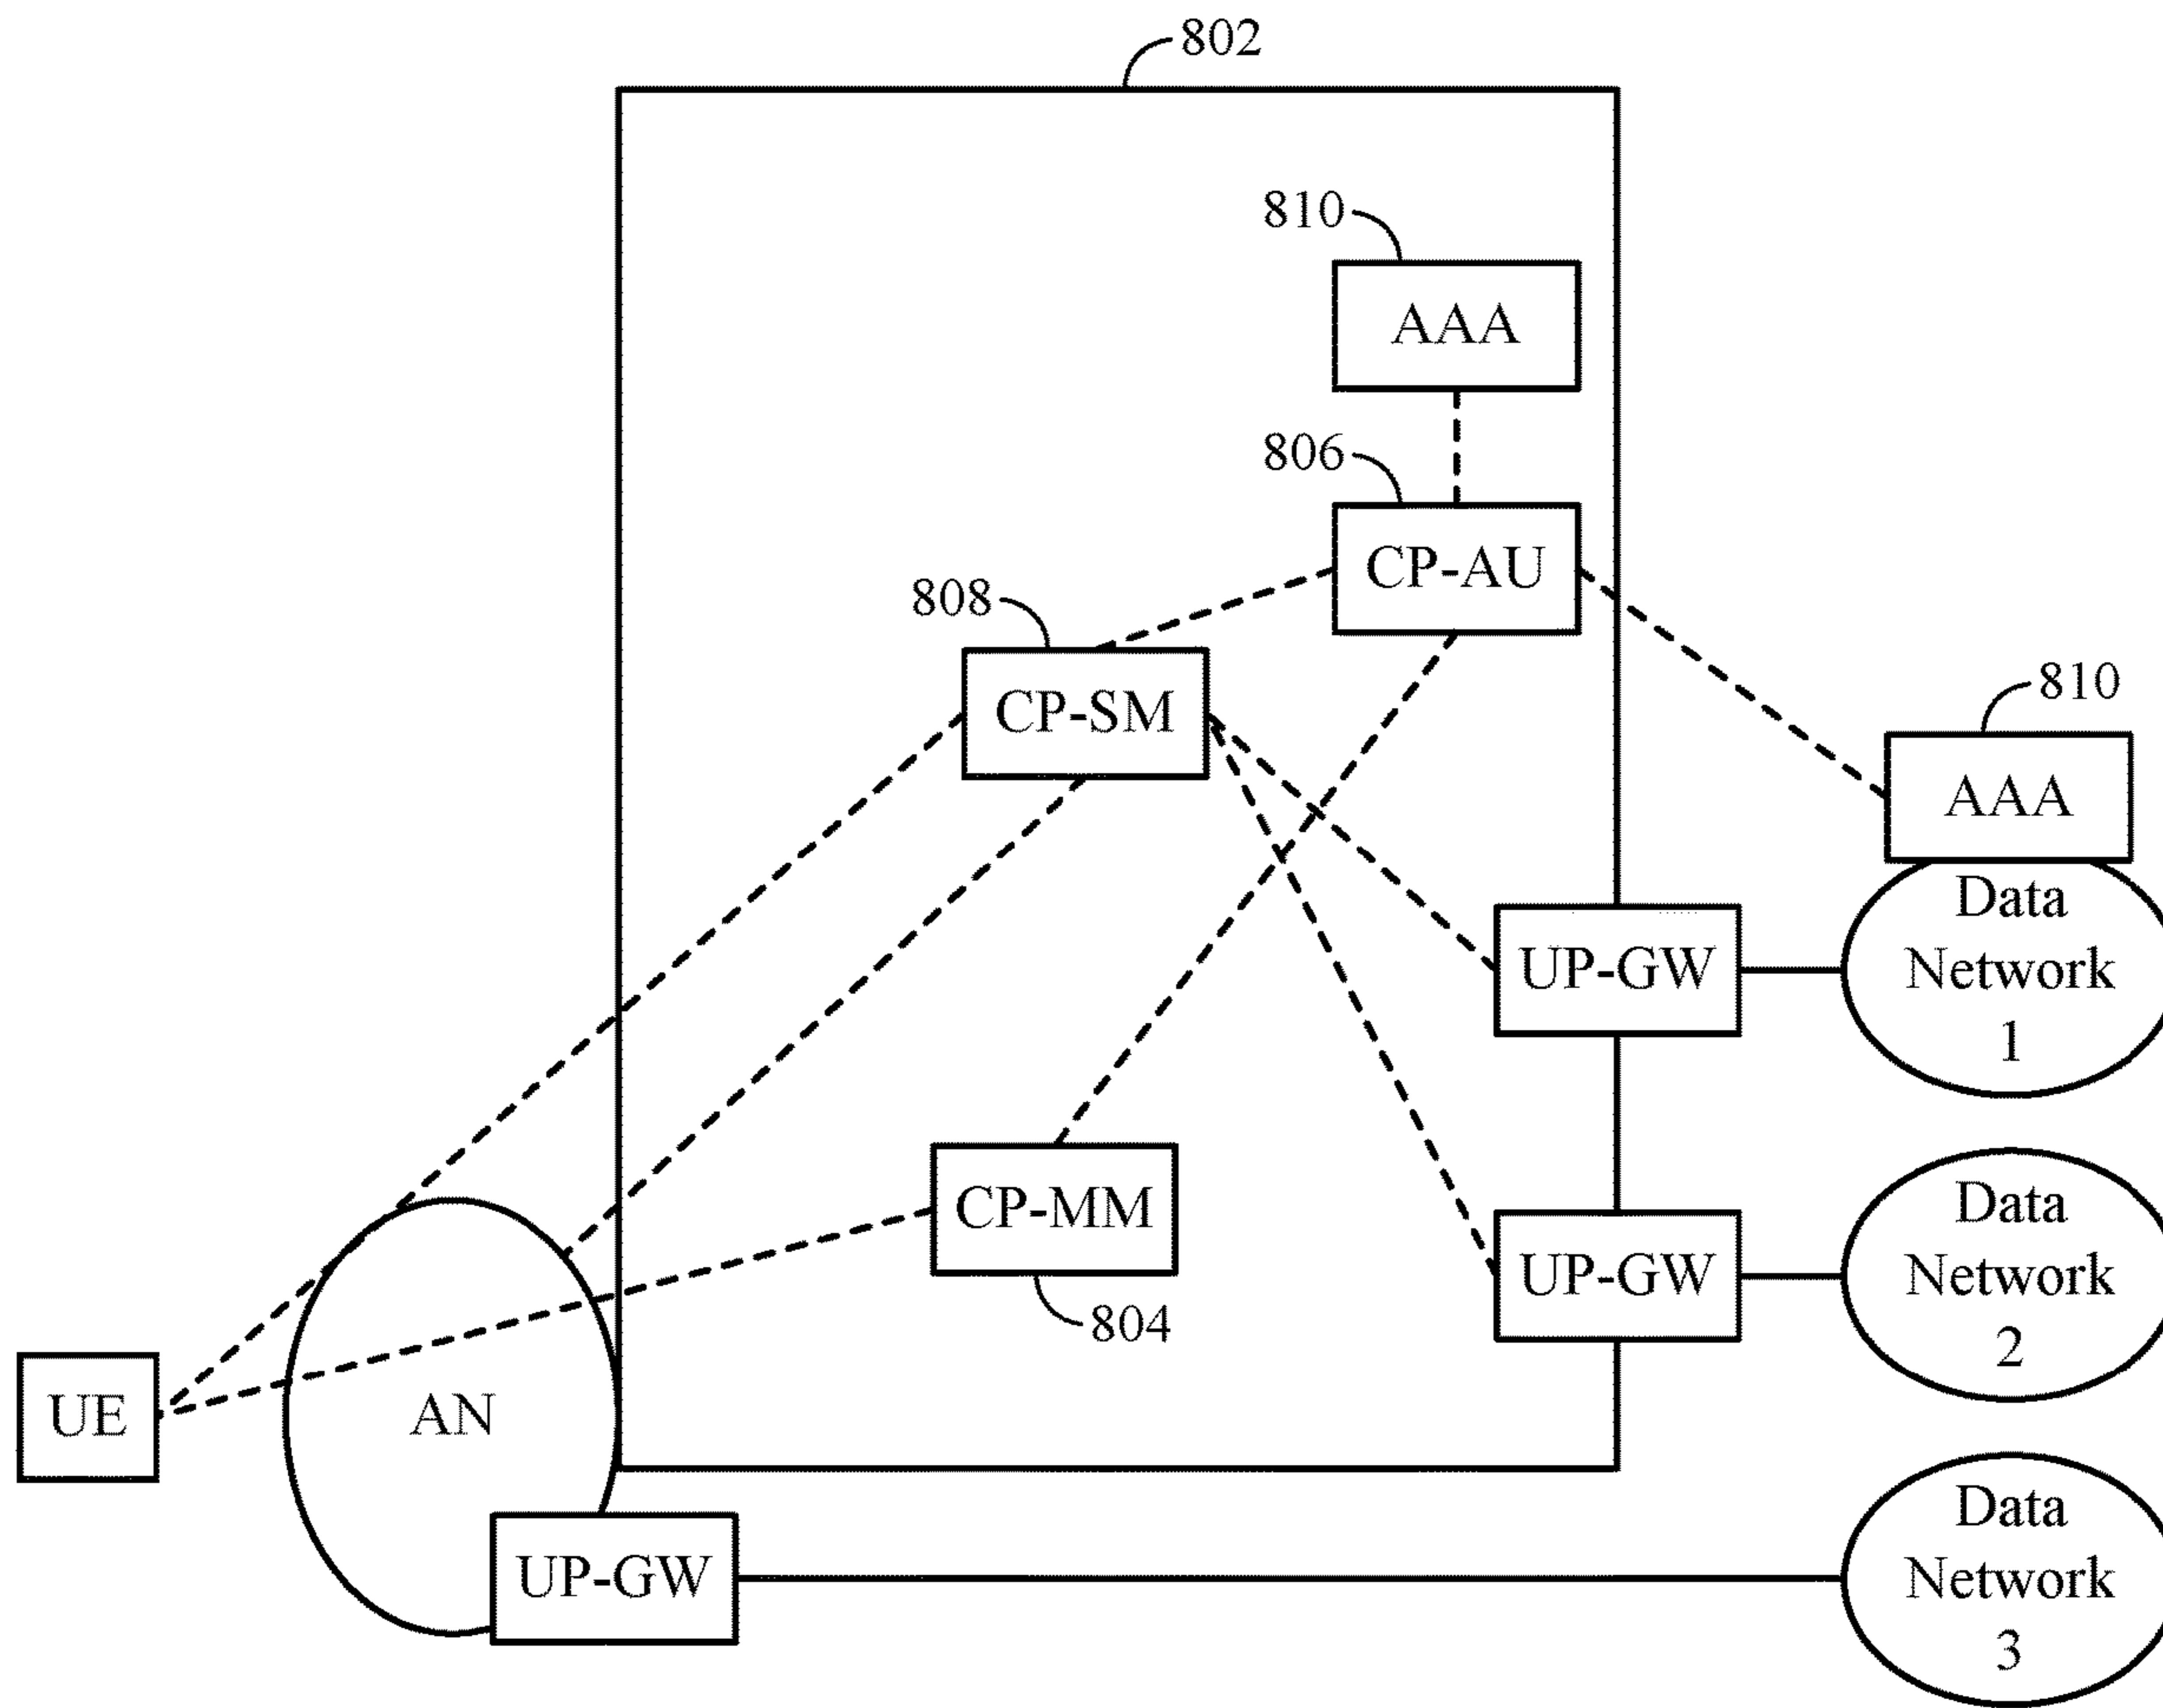 802
810
AAA
806
CP-AU
808
CP-SM
810
AAA
Data
Network
1
UP-GW
CP-MM
804
Data
Network
2
UP-GW
UE
AN
UP-GW
Data
Network
3